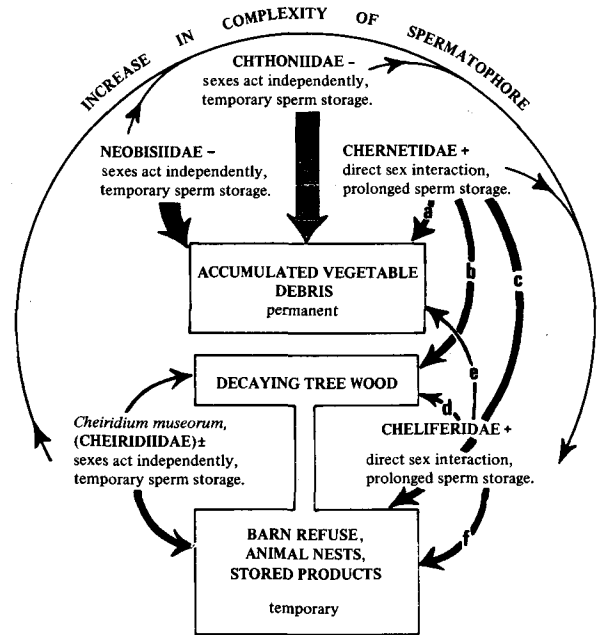 INCREASE IN COMPLEXITY OF SPERMATOPHORE
CHTHONIIDAE –
sexes act independently,
temporary sperm storage.
NEOBISIIDAE –
sexes act independently,
temporary sperm storage.
CHERNETIDAE +
direct sex interaction,
prolonged sperm storage.
a
b
c
ACCUMULATED VEGETABLE
DEBRIS
permanent
e
DECAYING TREE WOOD
d
Cheiridium museorum,
(CHEIRIDIIDAE)±
sexes act independently,
temporary sperm storage.
CHELIFERIDAE +
direct sex interaction,
prolonged sperm storage.
BARN REFUSE,
ANIMAL NESTS,
STORED PRODUCTS
temporary
f